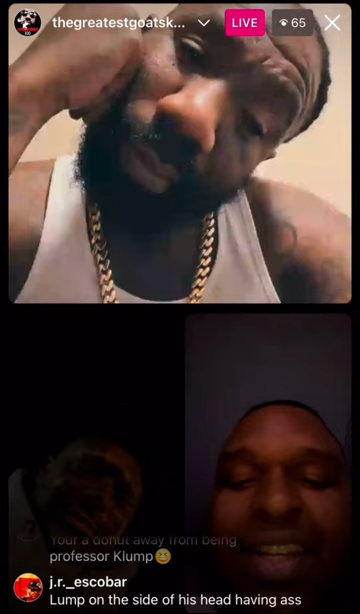 thegreatestgoatsk...
LIVE
65
Your a donut away from being
professor Klump😅
j.r._escobar
Lump on the side of his head having ass